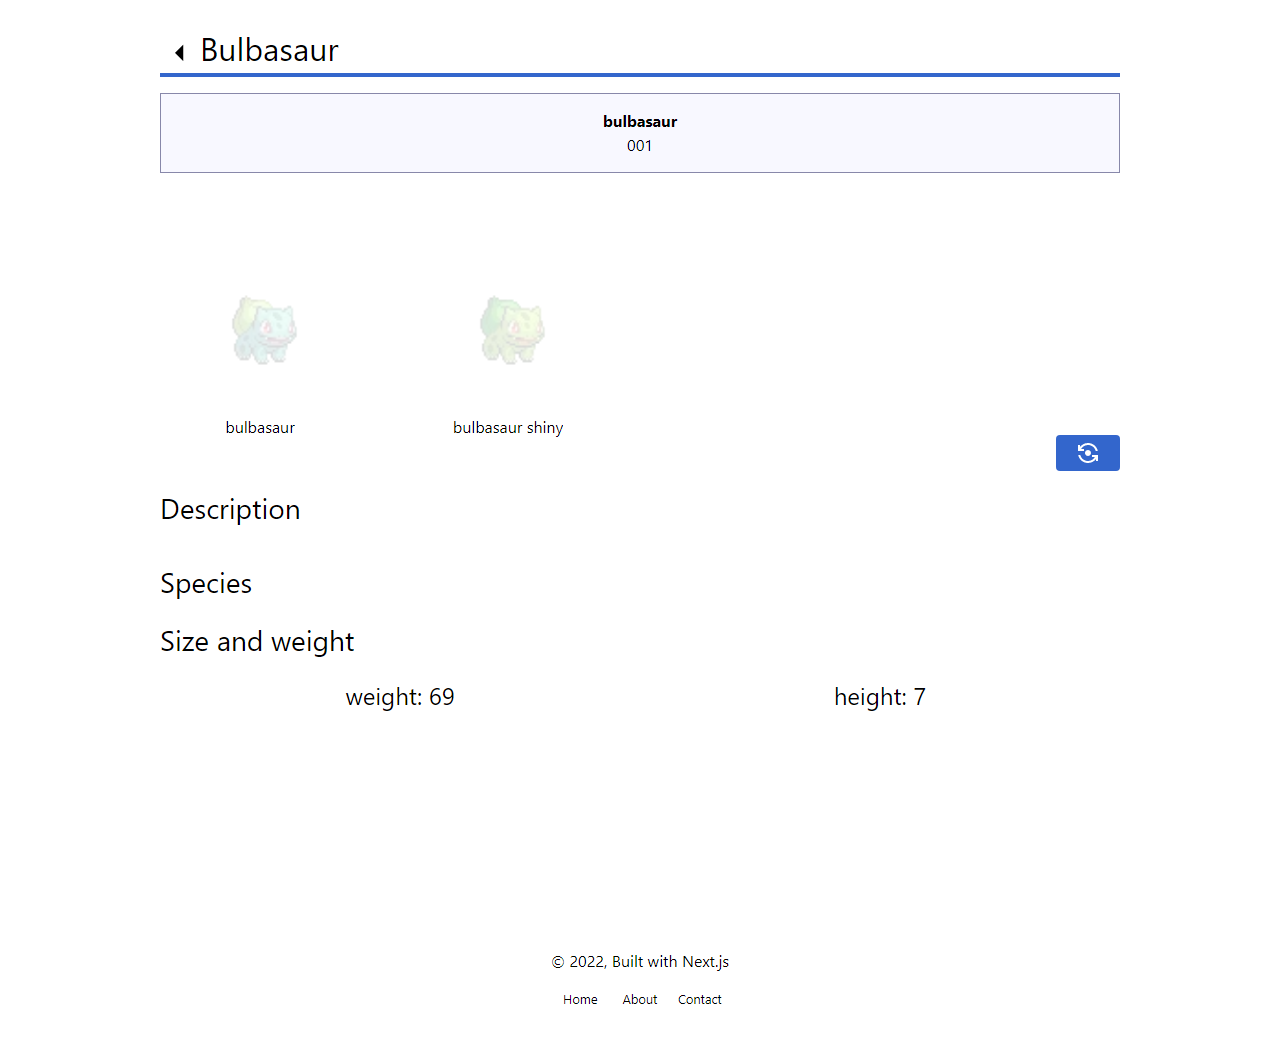 Bulbasaur
bulbasaur
001
bulbasaur
bulbasaur shiny
Description
Species
Size and weight
weight: 69
height: 7
© 2022, Built with Next.js
Home About Contact